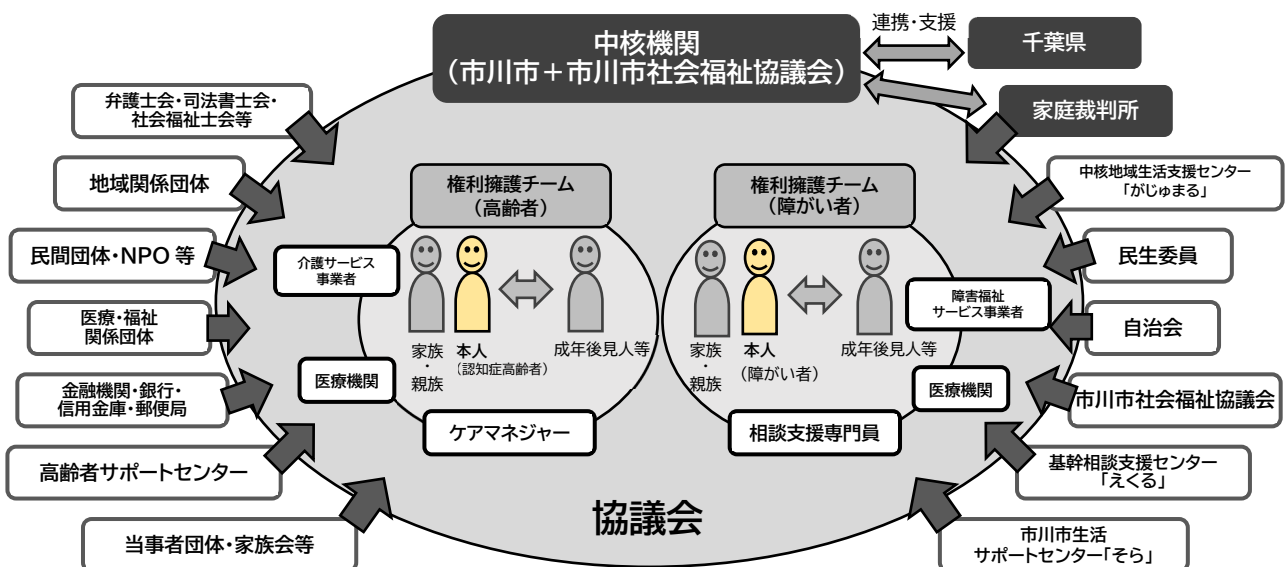 中核機関
（市川市＋市川市社会福祉協議会）
連携・支援
千葉県
家庭裁判所
弁護士会・司法書士会・
社会福祉士会等
地域関係団体
民間団体・NPO 等
医療・福祉
関係団体
金融機関・銀行・
信用金庫・郵便局
高齢者サポートセンター
当事者団体・家族会等
権利擁護チーム
（高齢者）
介護サービス
事業者
医療機関
ケアマネジャー
家族
・
親族
本人
（認知症高齢者）
成年後見人等
権利擁護チーム
（障がい者）
家族
・
親族
本人
（障がい者）
成年後見人等
障害福祉
サービス事業者
医療機関
相談支援専門員
中核地域生活支援センター
「がじゅまる」
民生委員
自治会
市川市社会福祉協議会
基幹相談支援センター
「えくる」
市川市生活
サポートセンター「そら」
協議会